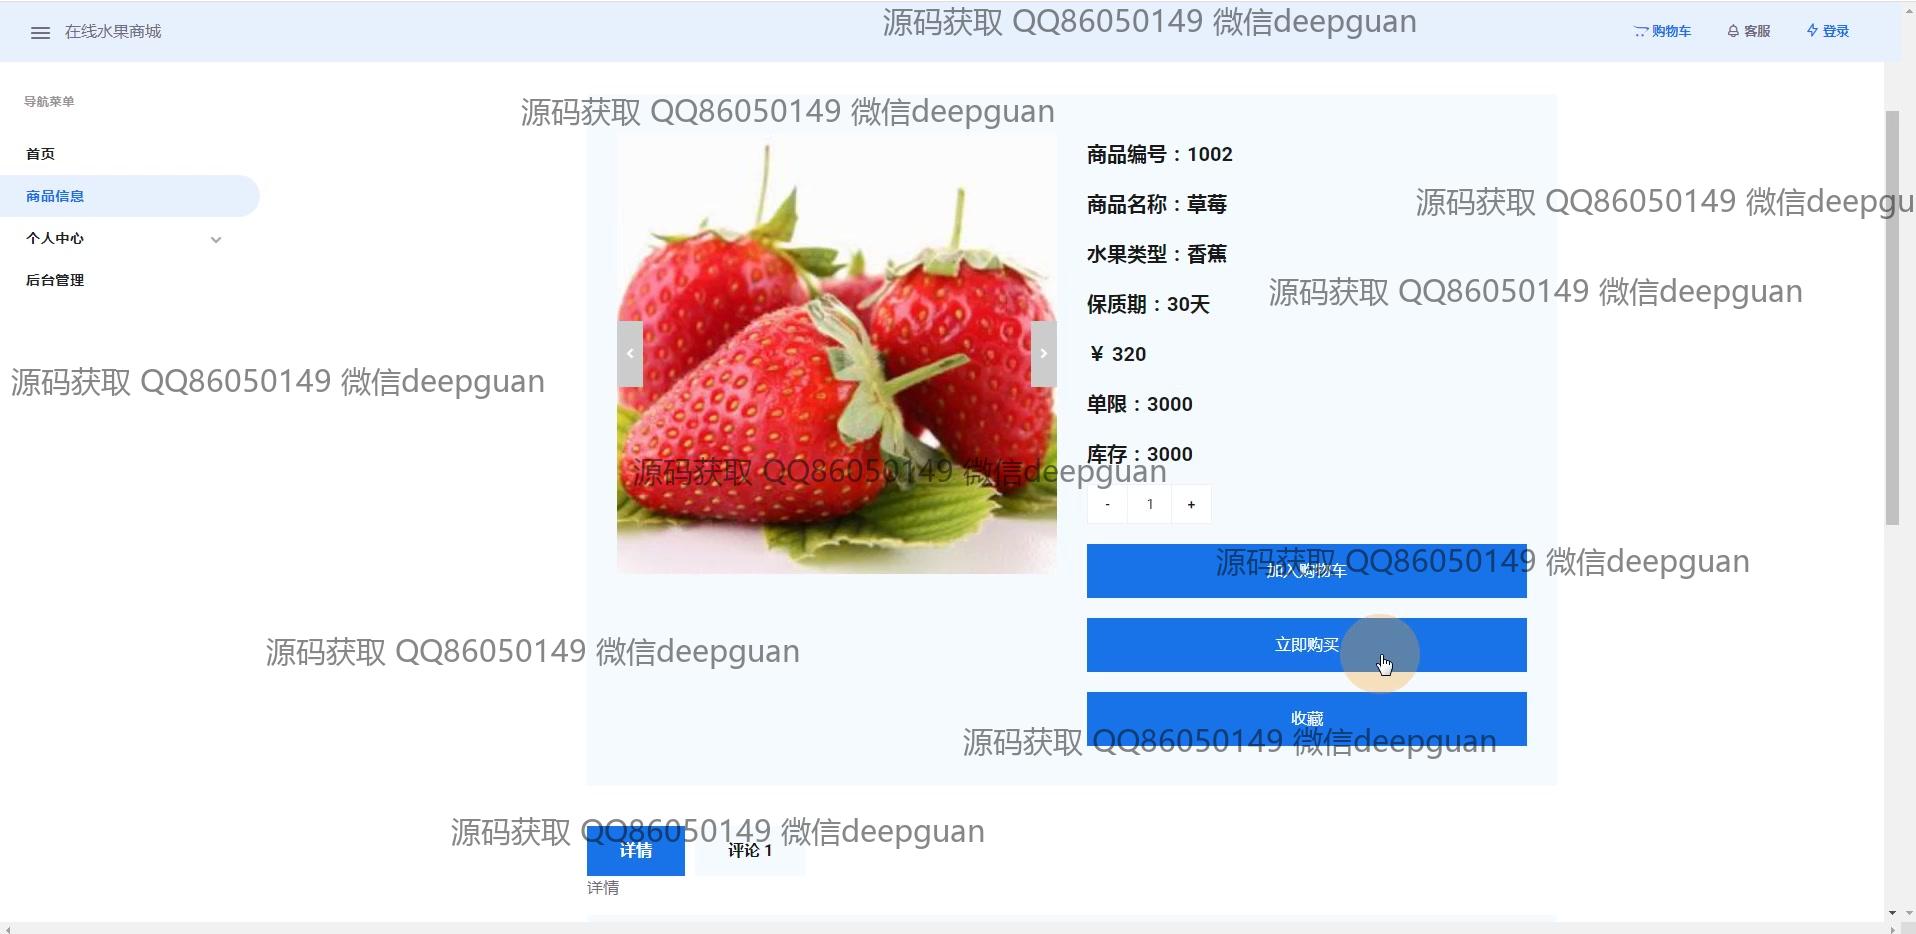 在线水果商城
源码获取 QQ86050149 微信deepguan
购物车
客服
登录
导航菜单
源码获取 QQ86050149 微信deepguan
首页
商品编号：1002
商品信息
商品名称：草莓
源码获取 QQ86050149 微信deepgu
个人中心
水果类型：香蕉
后台管理
保质期：30天
源码获取 QQ86050149 微信deepguan
¥ 320
源码获取 QQ86050149 微信deepguan
单限：3000
库存：3000
源码获取 QQ86050149 微信deepguan
- 1 +
源码获取 QQ86050149 微信deepguan
加入购物车
立即购买
源码获取 QQ86050149 微信deepguan
收藏
源码获取 QQ86050149 微信deepguan
源码获取 QQ86050149 微信deepguan
详情
评论 1
详情